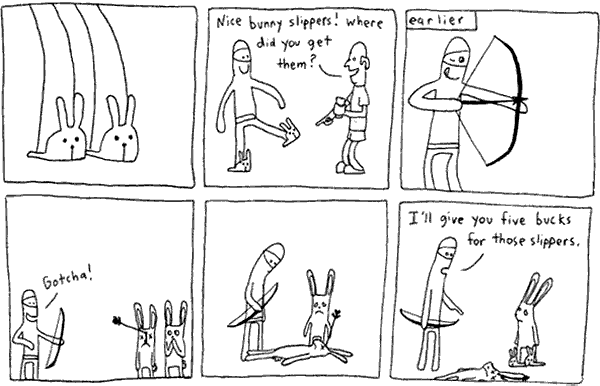 Nice bunny slippers! Where
did you get
them?
earlier
Gotcha!
I'll give you five bucks
for those slippers.